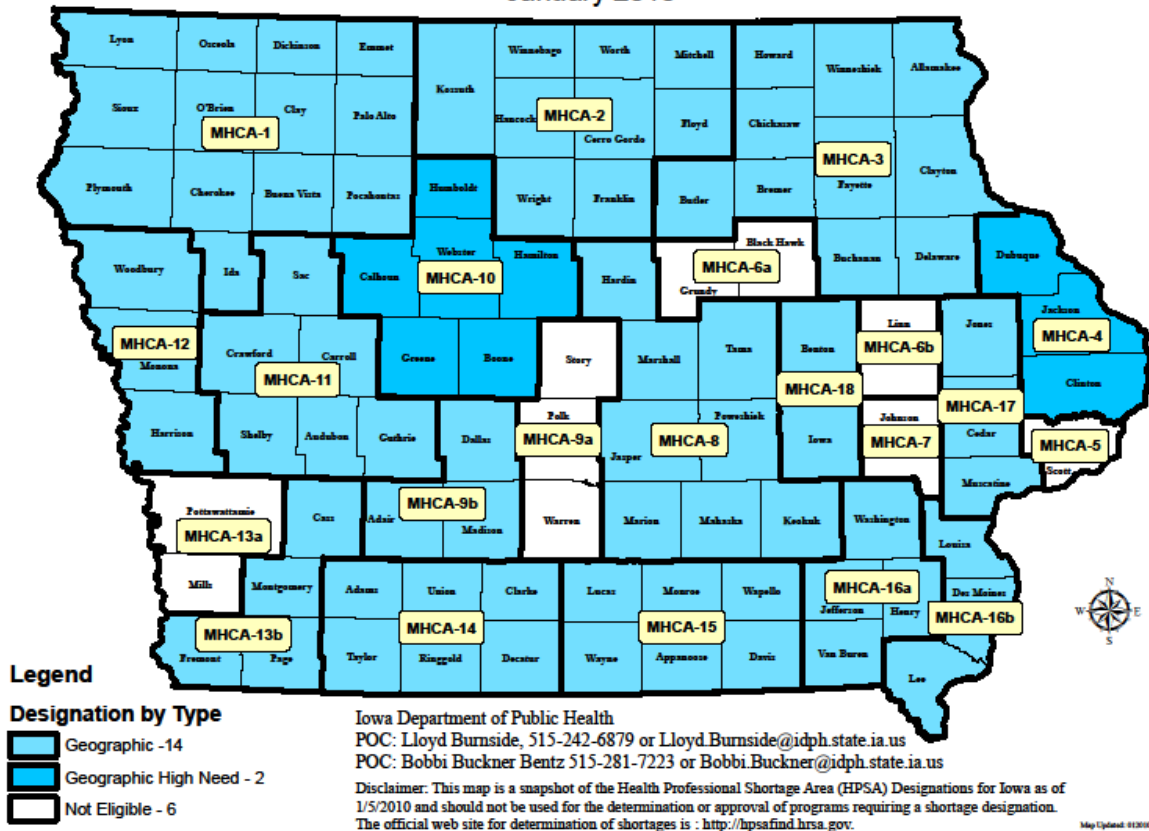 Lyon Osceola Dickinson Emmet Winnebago Worth Mitchell Howard Winneshiek Allamakee
Kossuth
Sioux O'Brien Clay Palo Alto Hancock Cerro Gordo Floyd Chickasaw
MHCA-1 MHCA-2 MHCA-3
Plymouth Cherokee Buena Vista Pocahontas Humboldt Wright Franklin Butler Bremer Fayette Clayton
Woodbury Ida Sac Calhoun Webster Hamilton Hardin Grundy Black Hawk Buchanan Delaware Dubuque
MHCA-10 MHCA-6a
Jackson
MHCA-12 MHCA-11 MHCA-6b MHCA-4
Monona Crawford Carroll Greene Boone Story Marshall Tama Benton Linn Jones Clinton
MHCA-18 MHCA-17
Harrison Shelby Audubon Guthrie Dallas Polk Jasper Poweshiek Iowa Johnson Cedar Scott
MHCA-9a MHCA-8 MHCA-7 MHCA-5
Muscatine
Pottawattamie Cass Adair Madison Warren Marion Mahaska Keokuk Washington Louisa
MHCA-13a MHCA-9b
Mills Montgomery Adams Union Clarke Lucas Monroe Wapello Jefferson Henry Des Moines
MHCA-16a MHCA-16b
MHCA-13b MHCA-14 MHCA-15
Fremont Page Taylor Ringgold Decatur Wayne Appanoose Davis Van Buren Lee
N
W E
S
Legend
Designation by Type
Geographic -14
Geographic High Need - 2
Not Eligible - 6
Iowa Department of Public Health
POC: Lloyd Burnside, 515-242-6879 or Lloyd.Burnside@idph.state.ia.us
POC: Bobbi Buckner Bentz 515-281-7223 or Bobbi.Buckner@idph.state.ia.us
Disclaimer: This map is a snapshot of the Health Professional Shortage Area (HPSA) Designations for Iowa as of
1/5/2010 and should not be used for the determination or approval of programs requiring a shortage designation.
The official web site for determination of shortages is : http://hpsafind.hrsa.gov.
Map Updated: